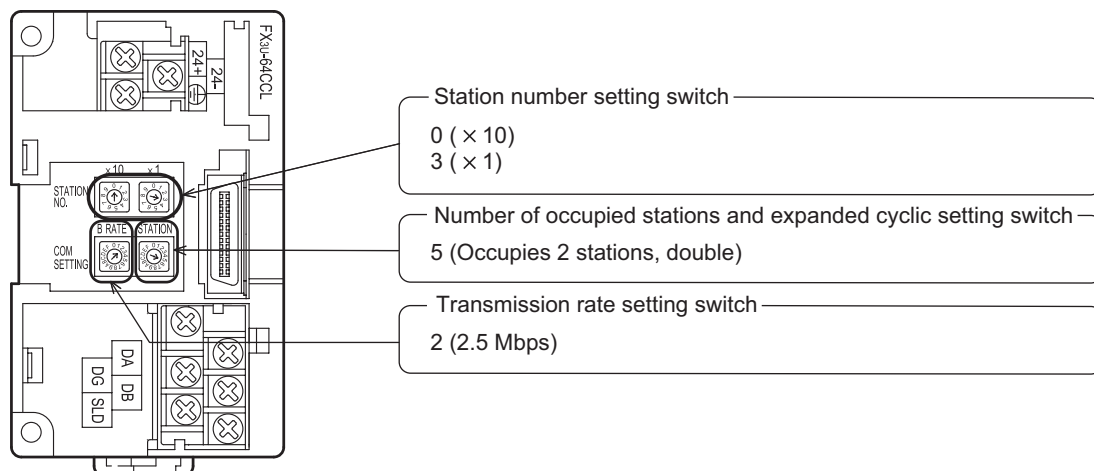 FX3U-64CCL
24+
24-
Station number setting switch
0 ( × 10)
3 ( × 1)
×10 ×1
STATION
NO.
Number of occupied stations and expanded cyclic setting switch
5 (Occupies 2 stations, double)
B RATE STATION
COM
SETTING
Transmission rate setting switch
2 (2.5 Mbps)
DA
DG
DB
SLD